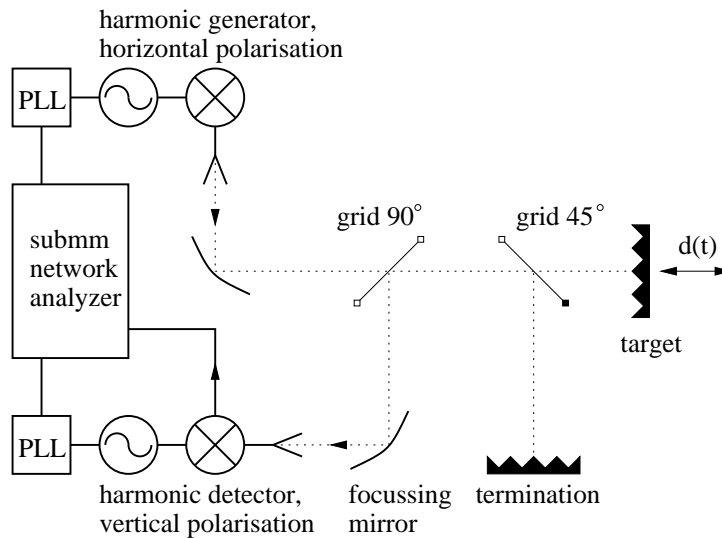 harmonic generator,
horizontal polarisation
PLL
grid 90°
grid 45°
submm
network
analyzer
d(t)
target
PLL
harmonic detector,
vertical polarisation
focussing
mirror
termination